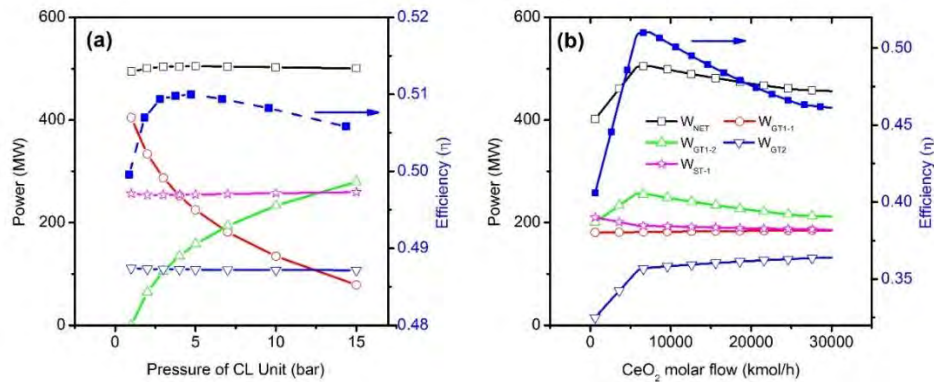 (a)
600
400
200
0
Power (MW)
0
5
10
15
Pressure of CL Unit (bar)
0.52
0.51
0.50
0.49
0.48
Efficiency (η)
(b)
600
400
200
0
Power (MW)
W_NET
W_GT1-1
W_GT1-2
W_GT2
W_ST-1
0
10000
20000
30000
CeO₂ molar flow (kmol/h)
0.50
0.45
0.40
0.35
Efficiency (η)